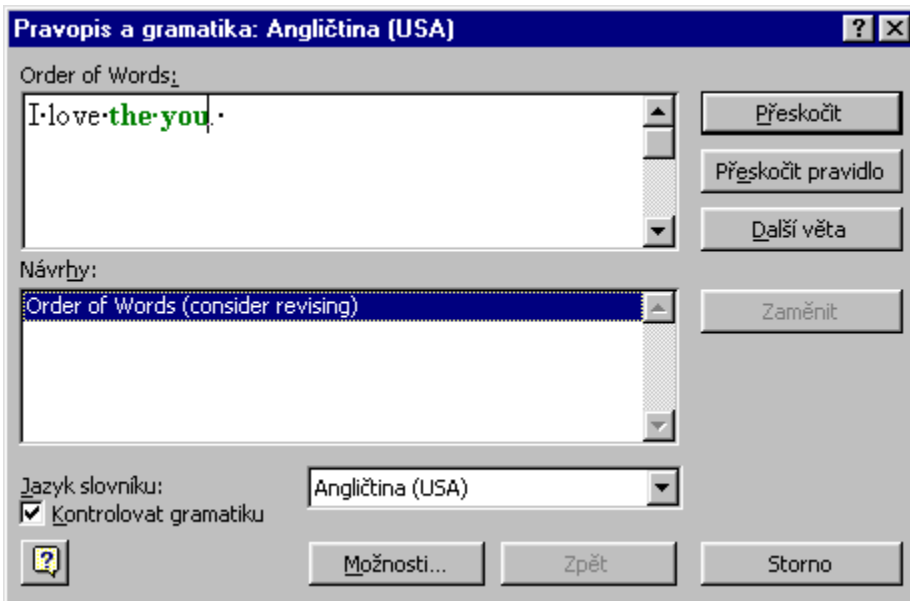 Pravopis a gramatika: Angličtina (USA)
Order of Words:
I·love·the·you.·
Přeskočit
Přeskočit pravidlo
Další věta
Návrhy:
Order of Words (consider revising)
Zaměnit
Jazyk slovníku:
Angličtina (USA)
Kontrolovat gramatiku
Možnosti...
Zpět
Storno